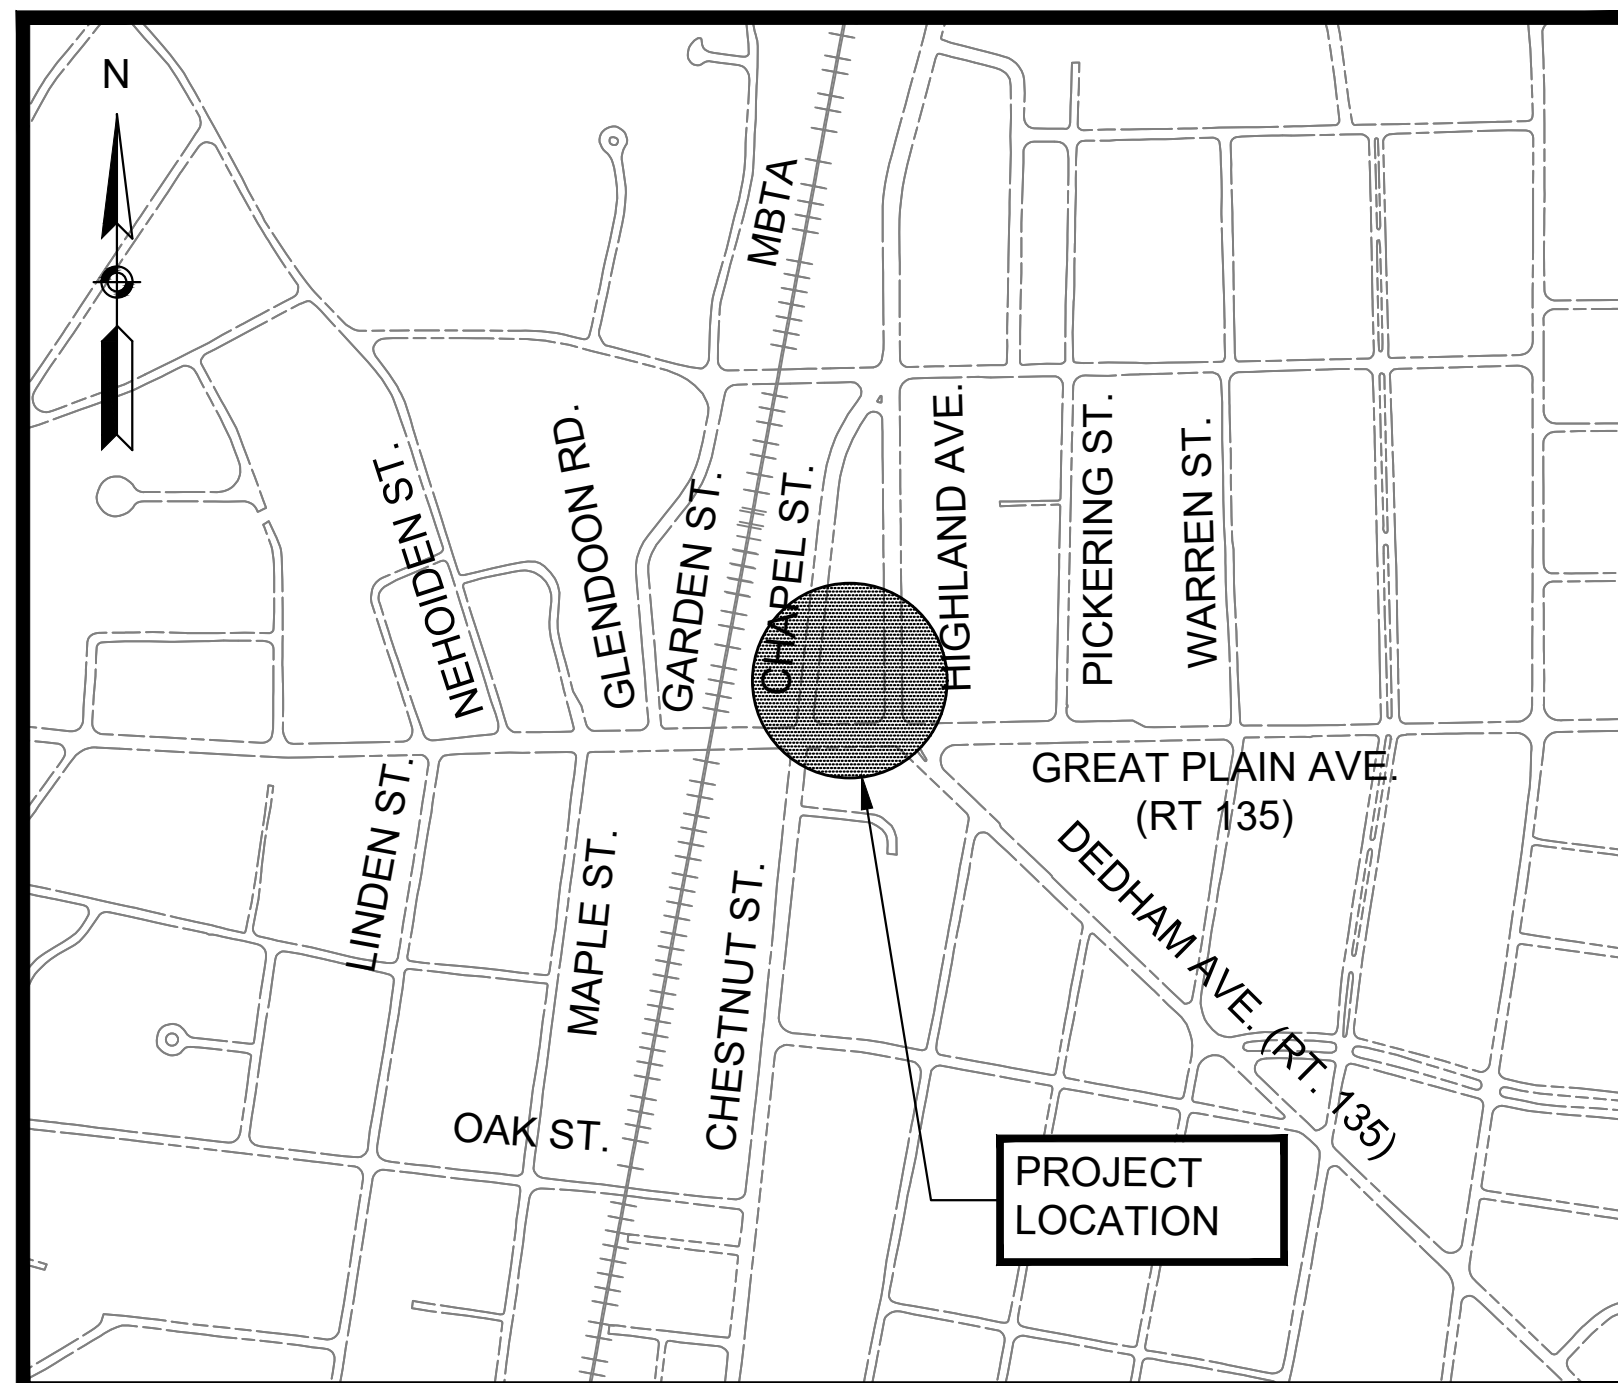 N
MBTA
NEHOIDEN ST.
GLENDOON RD.
GARDEN ST.
CHAPEL ST.
HIGHLAND AVE.
PICKERING ST.
WARREN ST.
GREAT PLAIN AVE.
(RT 135)
LINDEN ST.
MAPLE ST.
CHESTNUT ST.
DEDHAM AVE. (RT. 135)
OAK ST.
PROJECT
LOCATION